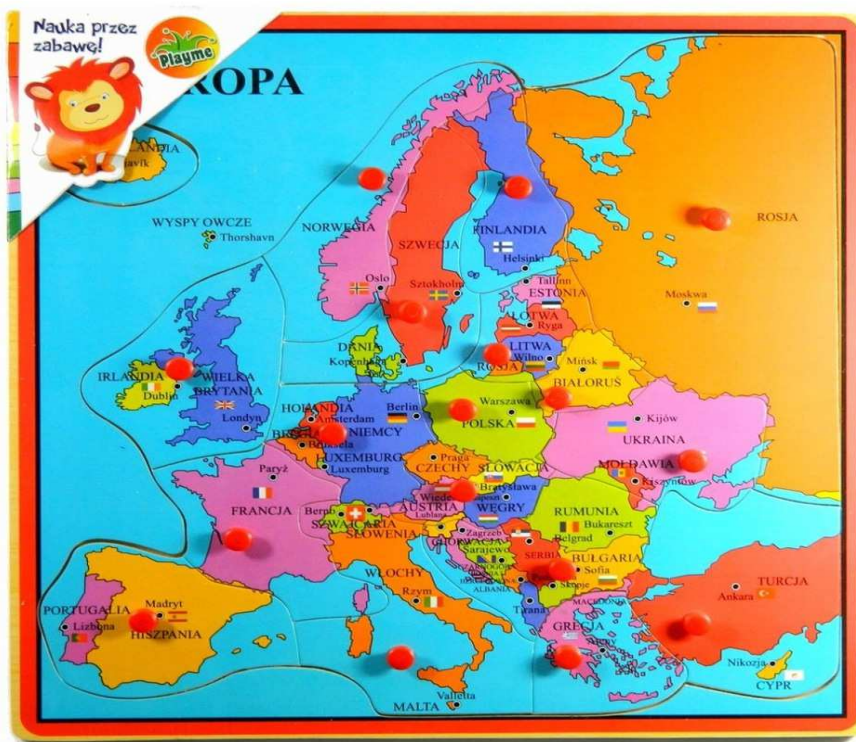 Nauka przez
zabawę!
Playme
ROPA
WYSPY OWCZE
Thorshavn
NORWEGIA
Oslo
SZWECJA
Sztokholm
FINLANDIA
Helsinki
ROSJA
Moskwa
Tallinn
ESTONIA
ŁOTWA
Ryga
LITWA
Wilno
ROSJA
Mińsk
BIAŁORUŚ
DANIA
IRLANDIA
Dublin
WIELKA
BRYTANIA
Londyn
HOLANDIA
Amsterdam
Bruksela
LUXEMBURG
Luxemburg
Berlin
NIEMCY
Warszawa
POLSKA
Kijów
UKRAINA
MOŁDAWIA
Kiszyniów
Praga
CZECHY
SŁOWACJA
Bratysława
AUSTRIA
WĘGRY
Paryż
FRANCJA
Berno
SZWAJCARIA
Lublana
SŁOWENIA
Zagrzeb
CHORWACJA
RUMUNIA
Bukareszt
Belgrad
Sarajewo
SERBIA
BUŁGARIA
Sofia
Skopje
MACEDONIA
ALBANIA
Tirana
WŁOCHY
Rzym
PORTUGALIA
Lizbona
Madryt
HISZPANIA
GRECJA
Ateny
TURCJA
Ankara
Nikozja
CYPR
Valletta
MALTA